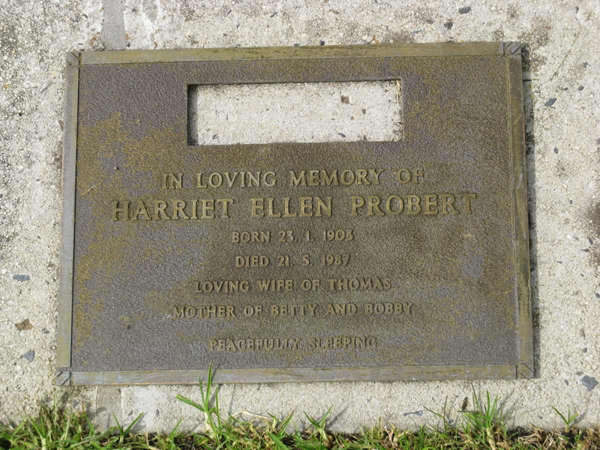 IN LOVING MEMORY OF
HARRIET ELLEN PROBERT
BORN 23. 1. 1903
DIED 21. 5. 1987
LOVING WIFE OF THOMAS
MOTHER OF BETTY AND BOBBY
PEACEFULLY SLEEPING